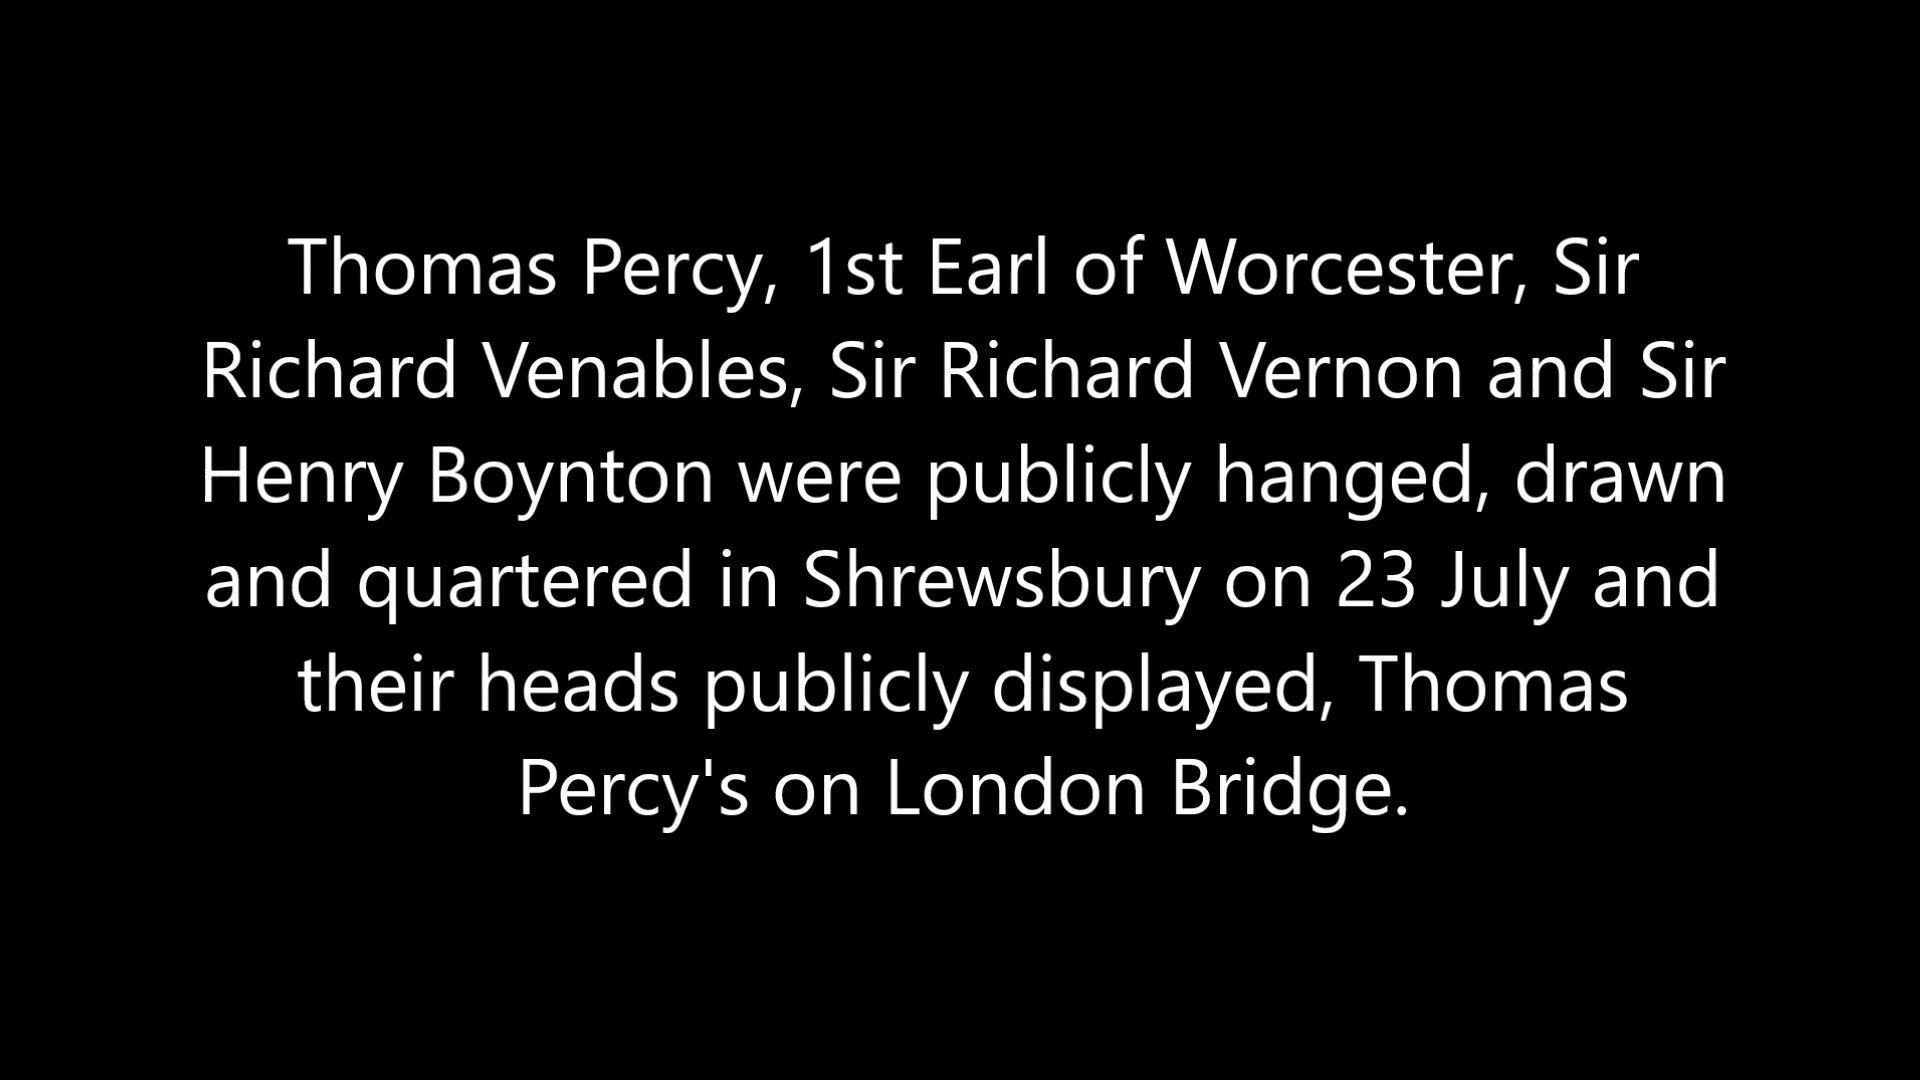 Thomas Percy, 1st Earl of Worcester, Sir
Richard Venables, Sir Richard Vernon and Sir
Henry Boynton were publicly hanged, drawn
and quartered in Shrewsbury on 23 July and
their heads publicly displayed, Thomas
Percy's on London Bridge.